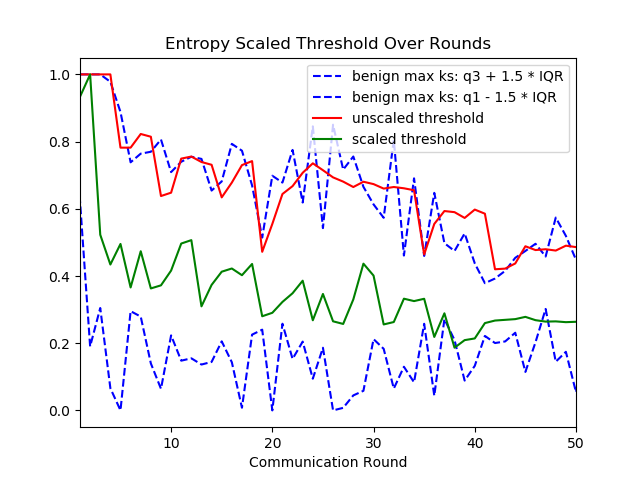 Entropy Scaled Threshold Over Rounds
benign max ks: q3 + 1.5 * IQR
benign max ks: q1 - 1.5 * IQR
unscaled threshold
scaled threshold
1.0
0.8
0.6
0.4
0.2
0.0
10 20 30 40 50
Communication Round